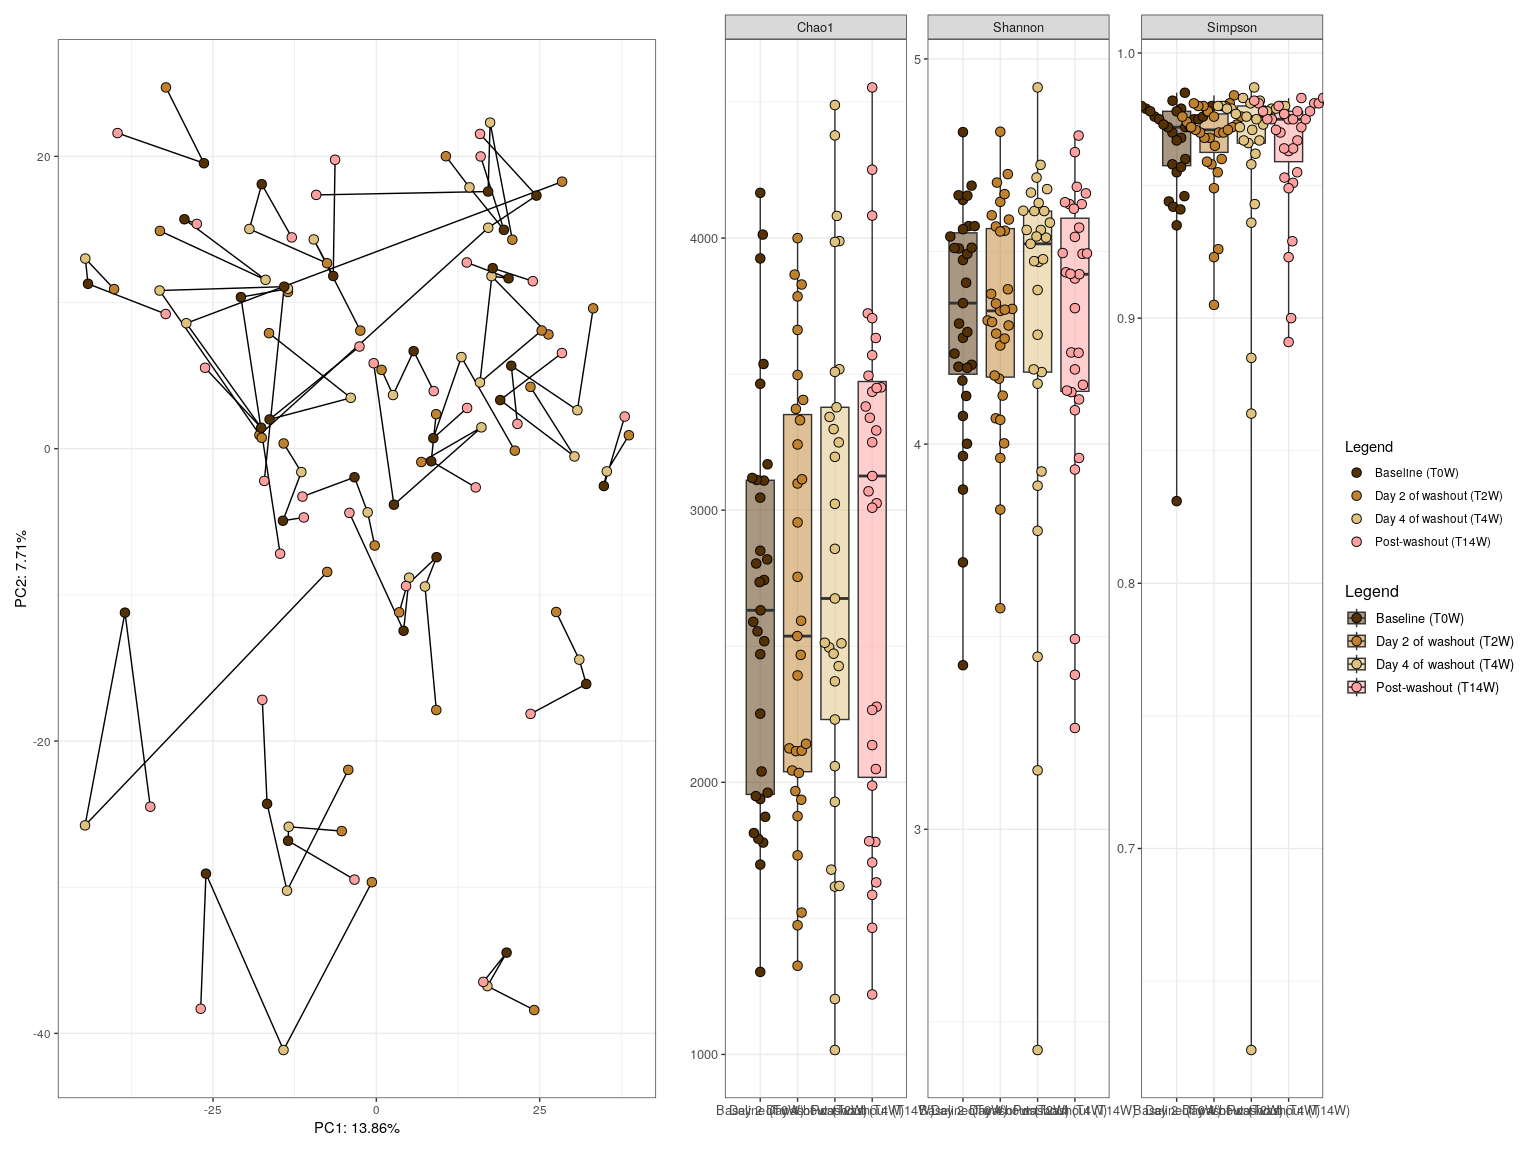 Chao1
Shannon
Simpson
20
0
-20
-40
-25
0
25
PC2: 7.71%
PC1: 13.86%
4000
3000
2000
1000
5
4
3
1.0
0.9
0.8
0.7
Legend
Baseline (T0W)
Day 2 of washout (T2W)
Day 4 of washout (T4W)
Post-washout (T14W)
Legend
Baseline (T0W)
Day 2 of washout (T2W)
Day 4 of washout (T4W)
Post-washout (T14W)